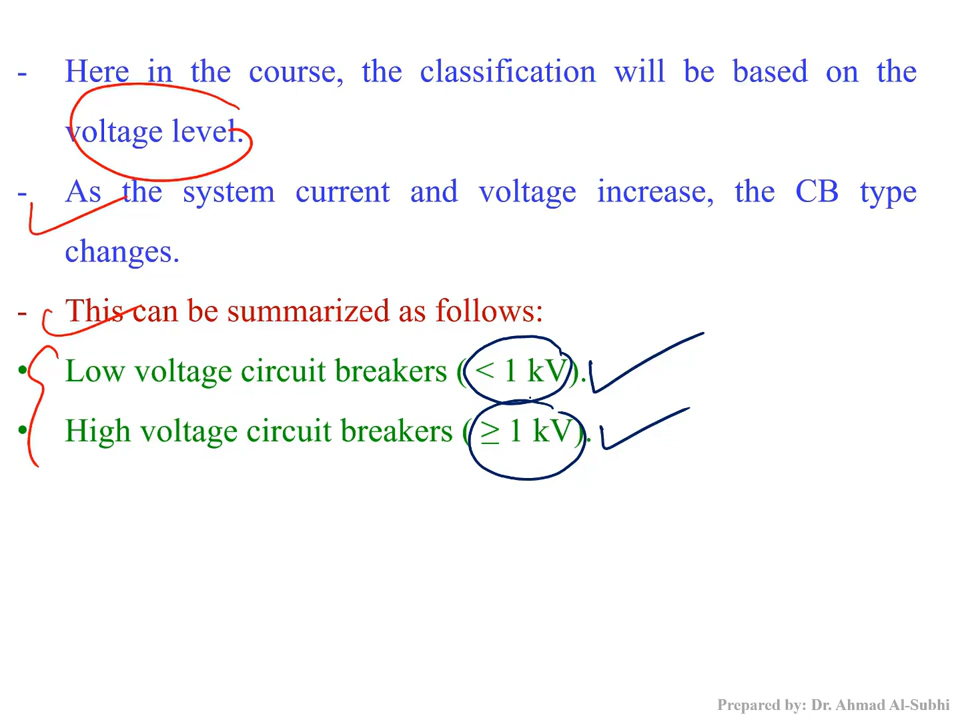 - Here in the course, the classification will be based on the
voltage level.
- As the system current and voltage increase, the CB type
changes.
- This can be summarized as follows:
• Low voltage circuit breakers ( < 1 kV).
• High voltage circuit breakers ( ≥ 1 kV).
Prepared by: Dr. Ahmad Al-Subhi